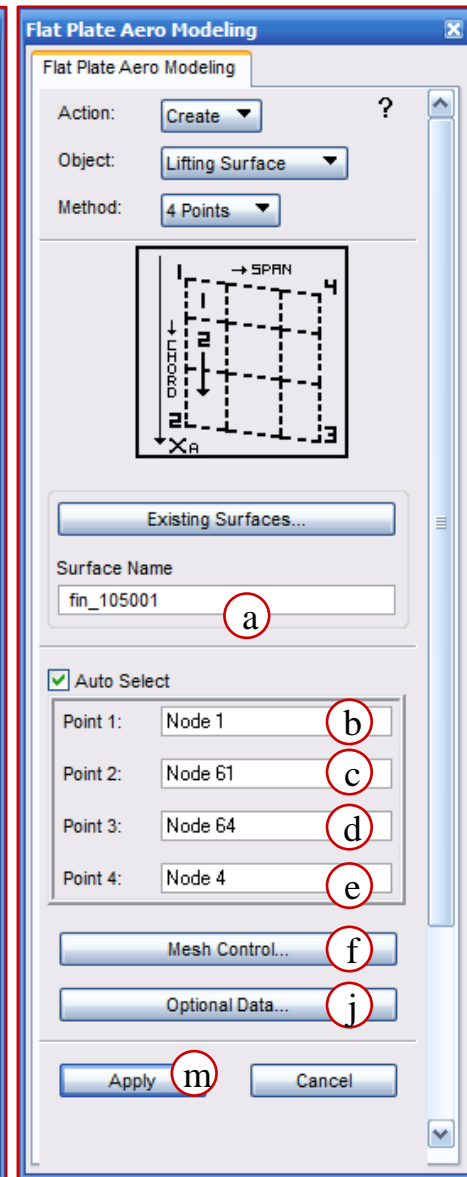 Flat Plate Aero Modeling
Flat Plate Aero Modeling
Action: Create ?
Object: Lifting Surface
Method: 4 Points
1 → SPAN 4
1
↓ CHORD 2
2 3
XA
Existing Surfaces...
Surface Name
fin_105001 a
Auto Select
Point 1: Node 1 b
Point 2: Node 61 c
Point 3: Node 64 d
Point 4: Node 4 e
Mesh Control... f
Optional Data... j
Apply m Cancel